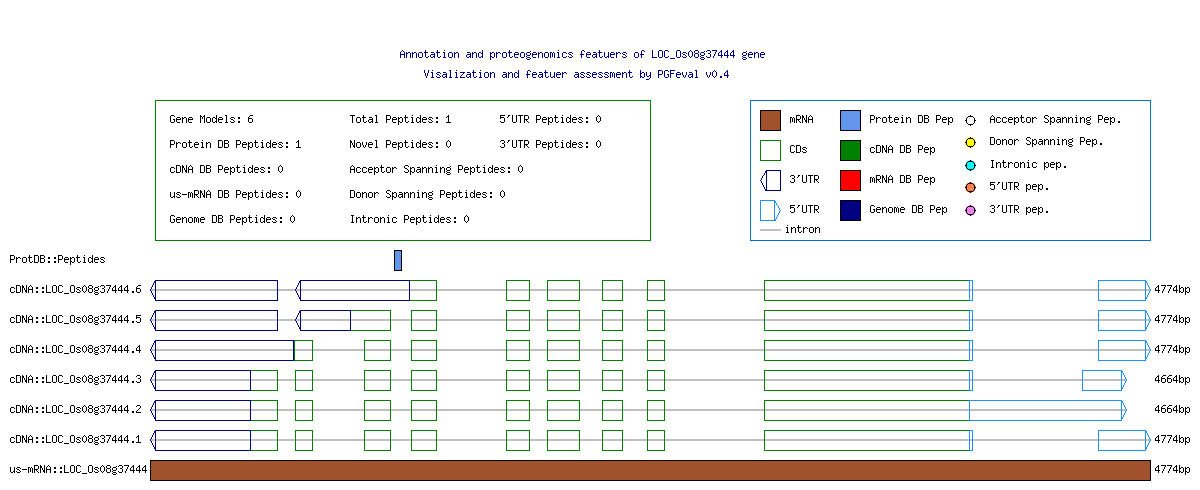 Annotation and proteogenomics featuers of LOC_Os08g37444 gene
Visalization and featuer assessment by PGFeval v0.4
Gene Models: 6 Total Peptides: 1 5'UTR Peptides: 0
Protein DB Peptides: 1 Novel Peptides: 0 3'UTR Peptides: 0
cDNA DB Peptides: 0 Acceptor Spanning Peptides: 0
us-mRNA DB Peptides: 0 Donor Spanning Peptides: 0
Genome DB Peptides: 0 Intronic Peptides: 0
mRNA Protein DB Pep Acceptor Spanning Pep.
CDs cDNA DB Pep Donor Spanning Pep.
3'UTR mRNA DB Pep Intronic pep.
5'UTR Genome DB Pep 5'UTR pep.
intron 3'UTR pep.
ProtDB::Peptides
cDNA::LOC_Os08g37444.6 4774bp
cDNA::LOC_Os08g37444.5 4774bp
cDNA::LOC_Os08g37444.4 4774bp
cDNA::LOC_Os08g37444.3 4664bp
cDNA::LOC_Os08g37444.2 4664bp
cDNA::LOC_Os08g37444.1 4774bp
us-mRNA::LOC_Os08g37444 4774bp